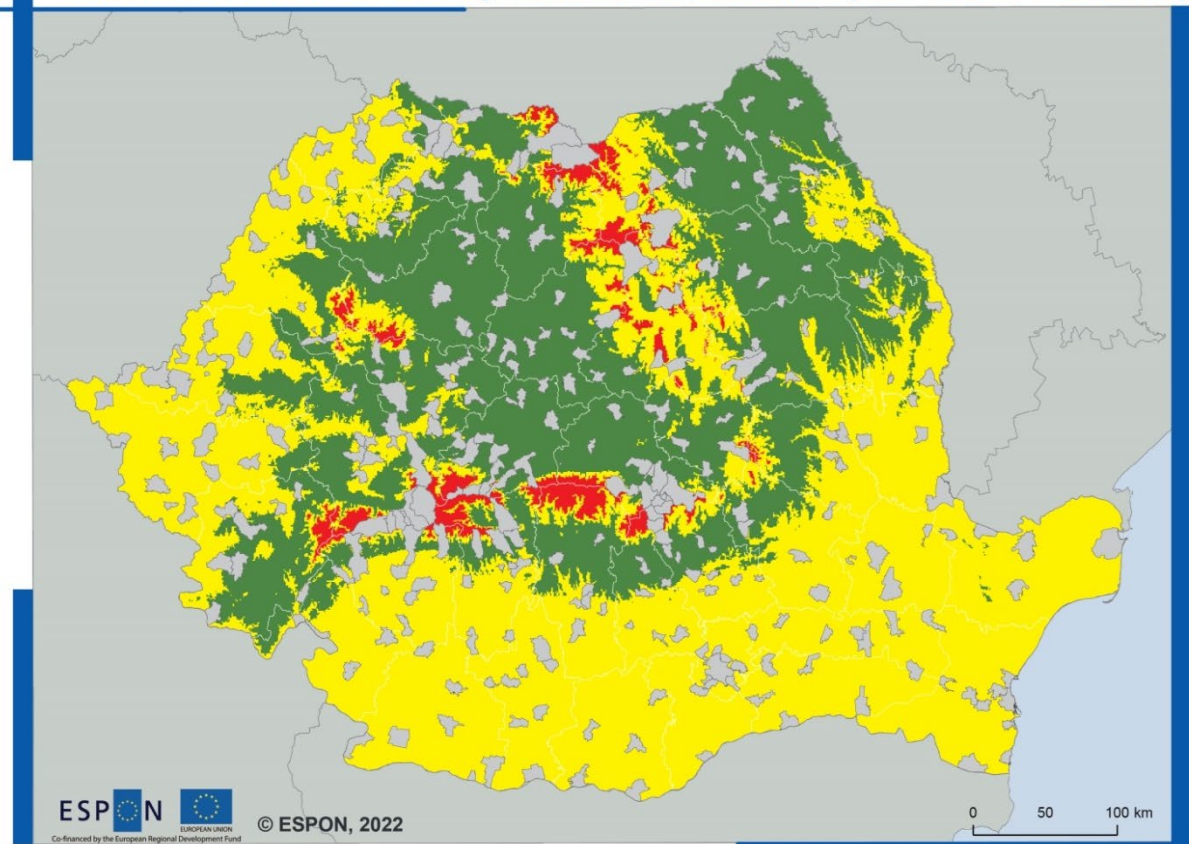 ESPON
EUROPEAN UNION
Co-financed by the European Regional Development Fund
© ESPON, 2022
0 50 100 km